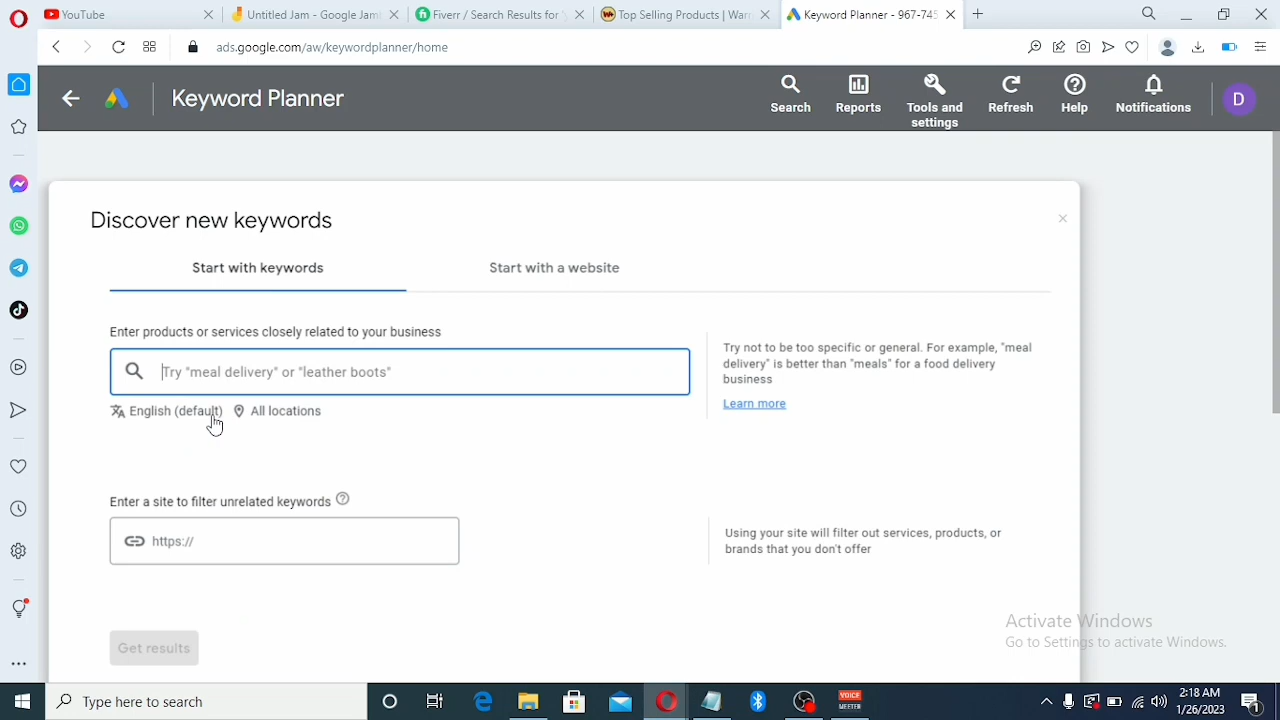 YouTube
Untitled Jam - Google Jam
Fiverr / Search Results for
Top Selling Products | War
Keyword Planner - 967-745
ads.google.com/aw/keywordplanner/home
Keyword Planner
Search
Reports
Tools and
settings
Refresh
Help
Notifications
D
Discover new keywords
Start with keywords
Start with a website
Enter products or services closely related to your business
Try "meal delivery" or "leather boots"
English (default)
All locations
Try not to be too specific or general. For example, "meal
delivery" is better than "meals" for a food delivery
business
Learn more
Enter a site to filter unrelated keywords
https://
Using your site will filter out services, products, or
brands that you don't offer
Get results
Activate Windows
Go to Settings to activate Windows.
Type here to search
VOICE
MEETER
2:18 AM
1/26/2023
1